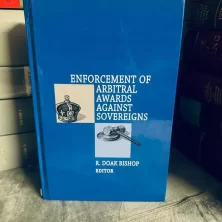 ENFORCEMENT OF
ARBITRAL
AWARDS
AGAINST
SOVEREIGNS
R. DOAK BISHOP
EDITOR